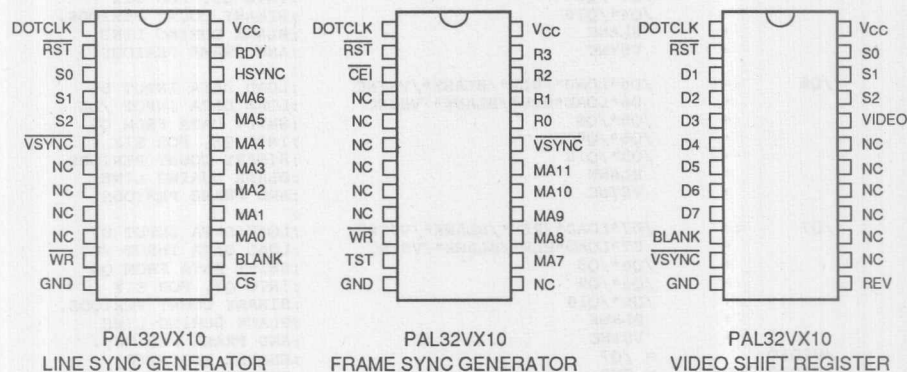 DOTCLK VCC DOTCLK VCC DOTCLK VCC
RST RDY RST R3 RST S0
S0 HSYNC CEI R2 D1 S1
S1 NC R1 D2 S2
S2 MA5 NC R0 D3 VIDEO
VSYNC MA4 NC VSYNC D4 NC
NC NC MA11 D5 NC
NC MA2 NC MA10 D6 NC
NC MA1 NC MA9 D7 NC
NC WR MA8 BLANK NC
WR BLANK TST MA7 VSYNC NC
GND CS GND NC GND REV
PAL32VX10 PAL32VX10 PAL32VX10
LINE SYNC GENERATOR FRAME SYNC GENERATOR VIDEO SHIFT REGISTER